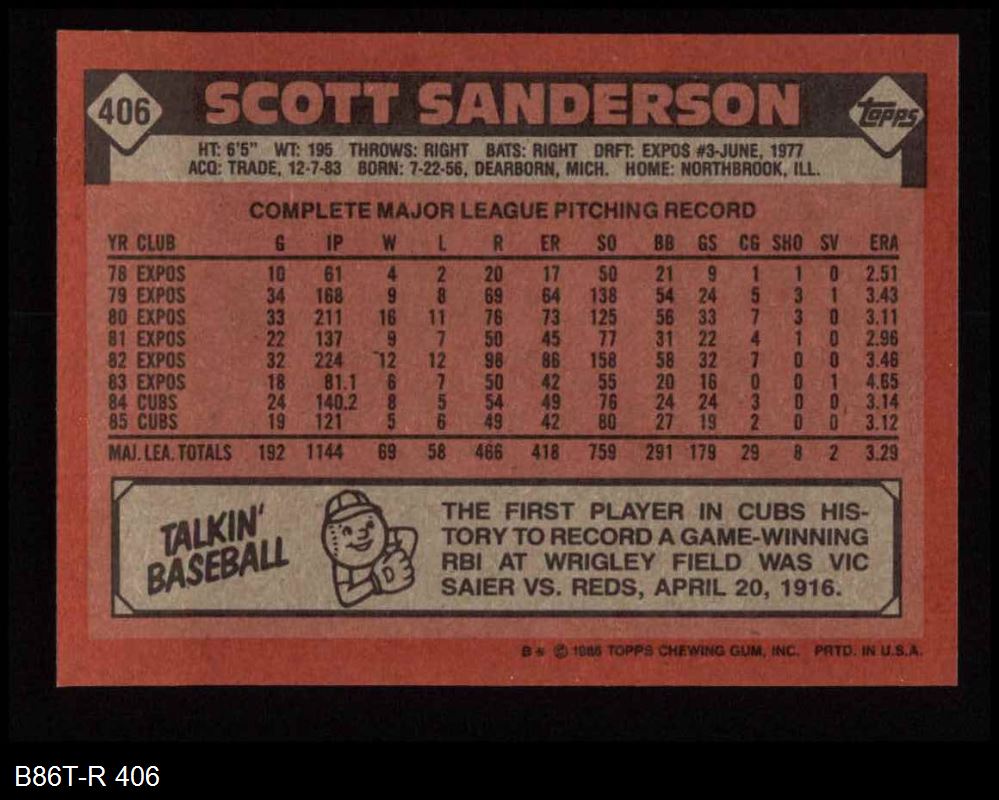 406 SCOTT SANDERSON Topps
HT: 6'5" WT: 195 THROWS: RIGHT BATS: RIGHT DRFT: EXPOS #3-JUNE, 1977
ACQ: TRADE, 12-7-83 BORN: 7-22-56, DEARBORN, MICH. HOME: NORTHBROOK, ILL.
COMPLETE MAJOR LEAGUE PITCHING RECORD
YR CLUB G IP W L R ER SO BB GS CG SHO SV ERA
78 EXPOS 10 61 4 2 20 17 50 21 9 1 1 0 2.51
79 EXPOS 34 168 9 8 69 64 138 54 24 5 3 1 3.43
80 EXPOS 33 211 16 11 76 73 125 56 33 7 3 0 3.11
81 EXPOS 22 137 9 7 50 45 77 31 22 4 1 0 2.96
82 EXPOS 32 224 12 12 98 86 158 58 32 7 0 0 3.46
83 EXPOS 18 81.1 6 7 50 42 55 20 16 0 0 1 4.65
84 CUBS 24 140.2 8 5 54 49 76 24 24 3 0 0 3.14
85 CUBS 19 121 5 6 49 42 80 27 19 2 0 0 3.12
MAJ. LEA. TOTALS 192 1144 69 58 466 418 759 291 179 29 8 2 3.29
TALKIN'
BASEBALL
THE FIRST PLAYER IN CUBS HIS-
TORY TO RECORD A GAME-WINNING
RBI AT WRIGLEY FIELD WAS VIC
SAIER VS. REDS, APRIL 20, 1916.
B* © 1986 TOPPS CHEWING GUM, INC. PRTD. IN U.S.A.
B86T-R 406